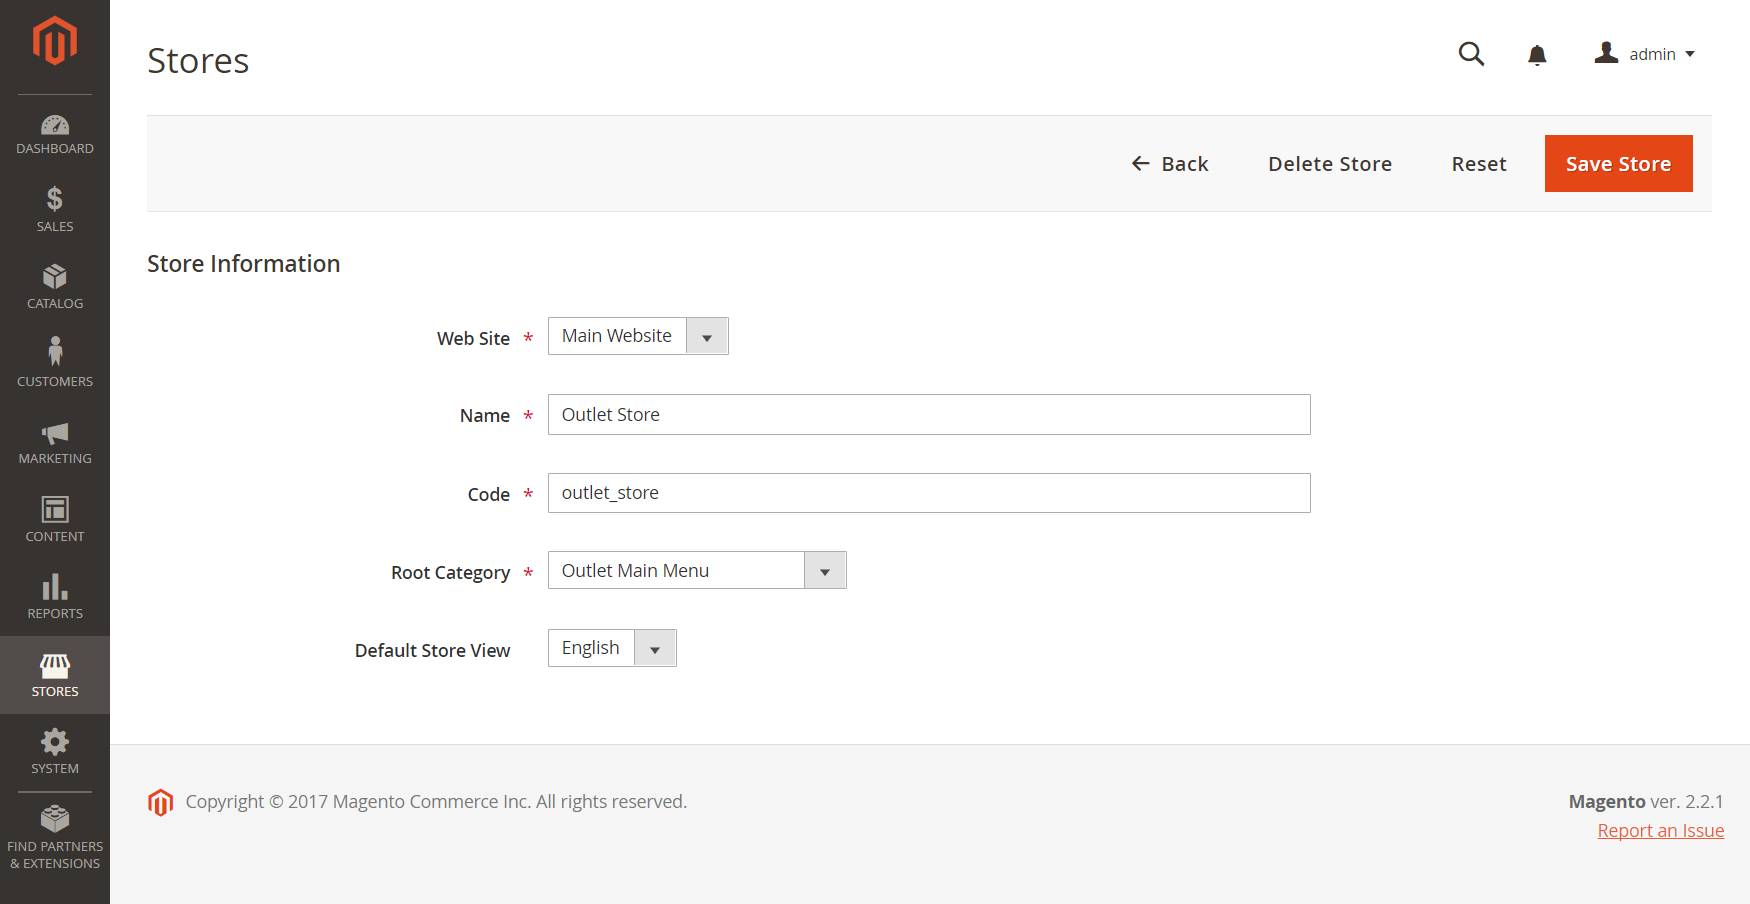 Stores
admin
DASHBOARD
SALES
CATALOG
CUSTOMERS
MARKETING
CONTENT
REPORTS
STORES
SYSTEM
FIND PARTNERS
& EXTENSIONS
Back
Delete Store
Reset
Save Store
Store Information
Web Site * Main Website
Name * Outlet Store
Code * outlet_store
Root Category * Outlet Main Menu
Default Store View English
Copyright © 2017 Magento Commerce Inc. All rights reserved.
Magento ver. 2.2.1
Report an Issue